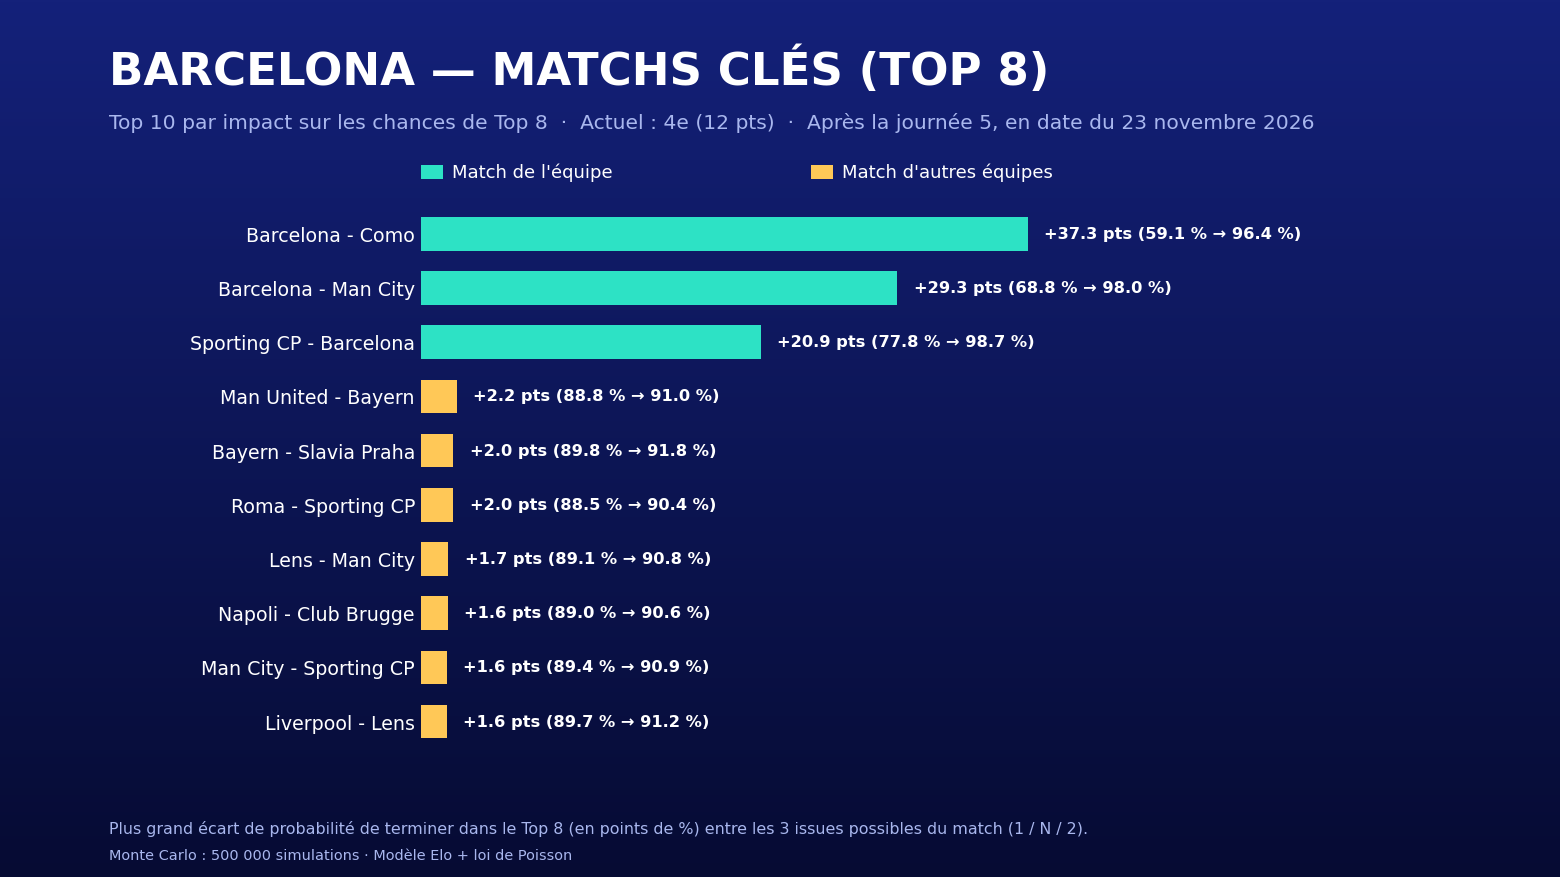 BARCELONA — MATCHS CLÉS (TOP 8)
Top 10 par impact sur les chances de Top 8 · Actuel : 4e (12 pts) · Après la journée 5, en date du 23 novembre 2026
Match de l'équipe Match d'autres équipes
Barcelona - Como +37.3 pts (59.1 % → 96.4 %)
Barcelona - Man City +29.3 pts (68.8 % → 98.0 %)
Sporting CP - Barcelona +20.9 pts (77.8 % → 98.7 %)
Man United - Bayern +2.2 pts (88.8 % → 91.0 %)
Bayern - Slavia Praha +2.0 pts (89.8 % → 91.8 %)
Roma - Sporting CP +2.0 pts (88.5 % → 90.4 %)
Lens - Man City +1.7 pts (89.1 % → 90.8 %)
Napoli - Club Brugge +1.6 pts (89.0 % → 90.6 %)
Man City - Sporting CP +1.6 pts (89.4 % → 90.9 %)
Liverpool - Lens +1.6 pts (89.7 % → 91.2 %)
Plus grand écart de probabilité de terminer dans le Top 8 (en points de %) entre les 3 issues possibles du match (1 / N / 2).
Monte Carlo : 500 000 simulations · Modèle Elo + loi de Poisson